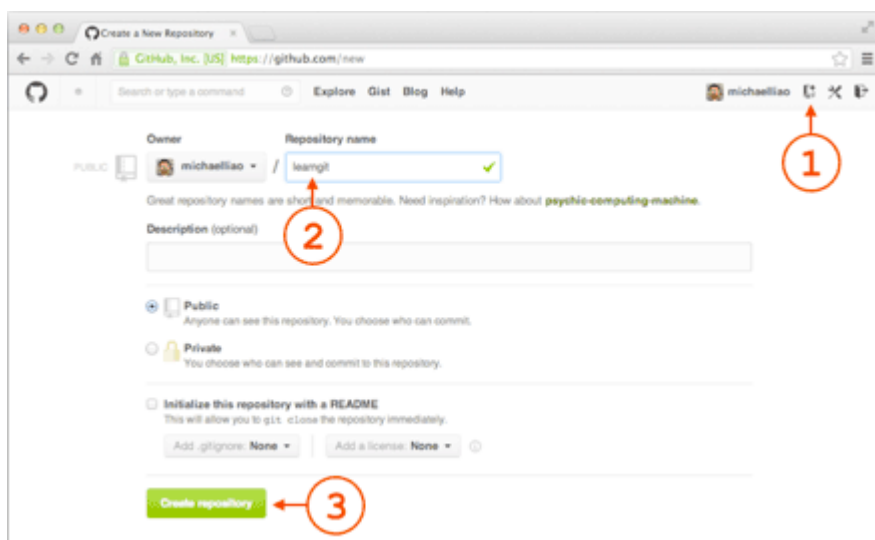 Create a New Repository
GitHub, Inc. [US] https://github.com/new
Search or type a command Explore Gist Blog Help michaelliao
1
Owner Repository name
PUBLIC michaelliao / learngit
Great repository names are short and memorable. Need inspiration? How about psychic-computing-machine.
2
Description (optional)
Public
Anyone can see this repository. You choose who can commit.
Private
You choose who can see and commit to this repository.
Initialize this repository with a README
This will allow you to git clone the repository immediately.
Add .gitignore: None Add a license: None
Create repository 3